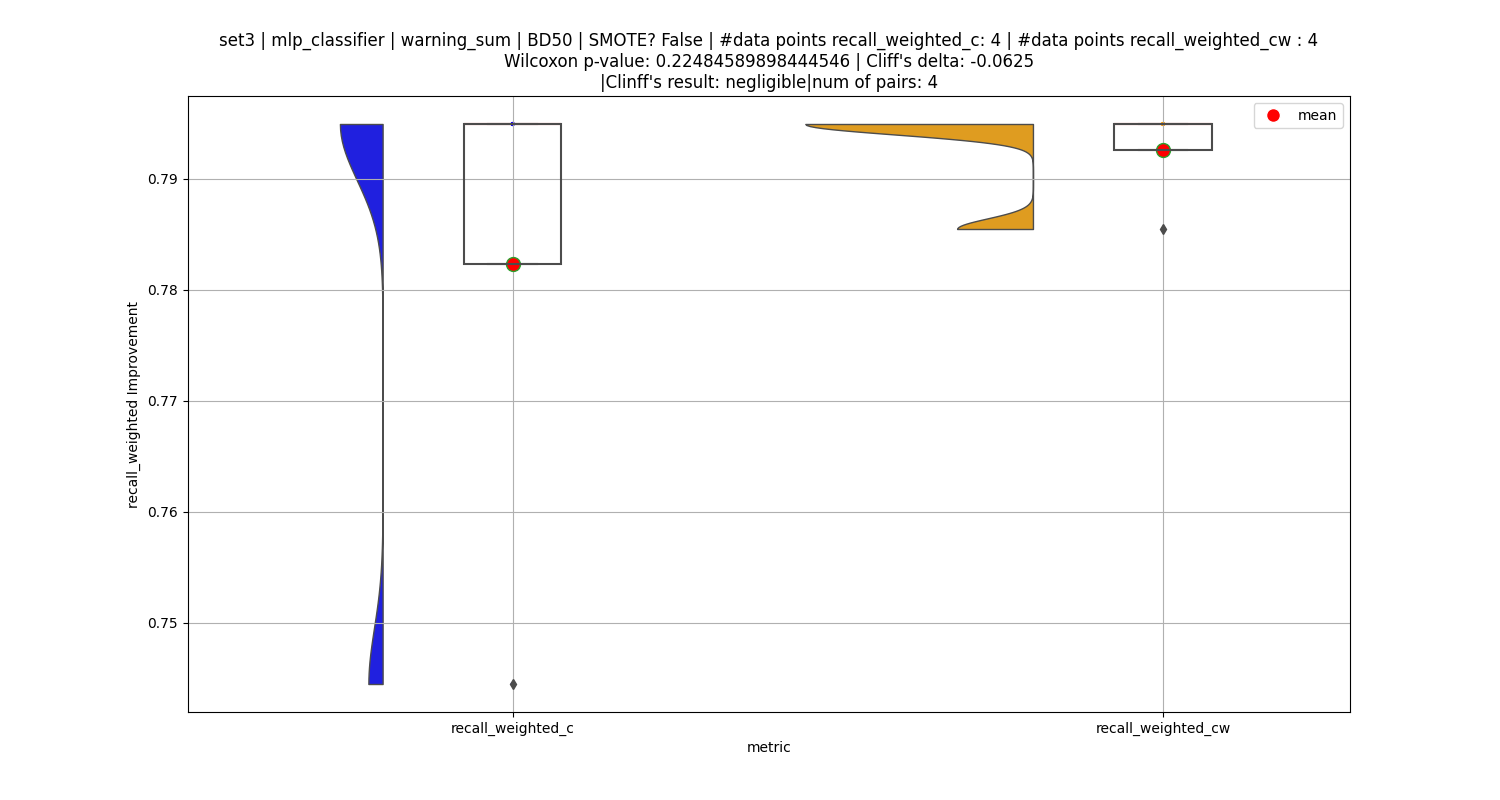 set3 | mlp_classifier | warning_sum | BD50 | SMOTE? False | #data points recall_weighted_c: 4 | #data points recall_weighted_cw : 4
Wilcoxon p-value: 0.22484589898444546 | Cliff's delta: -0.0625
|Clinff's result: negligible|num of pairs: 4
mean
0.79
0.78
0.77
0.76
0.75
recall_weighted Improvement
recall_weighted_c
recall_weighted_cw
metric